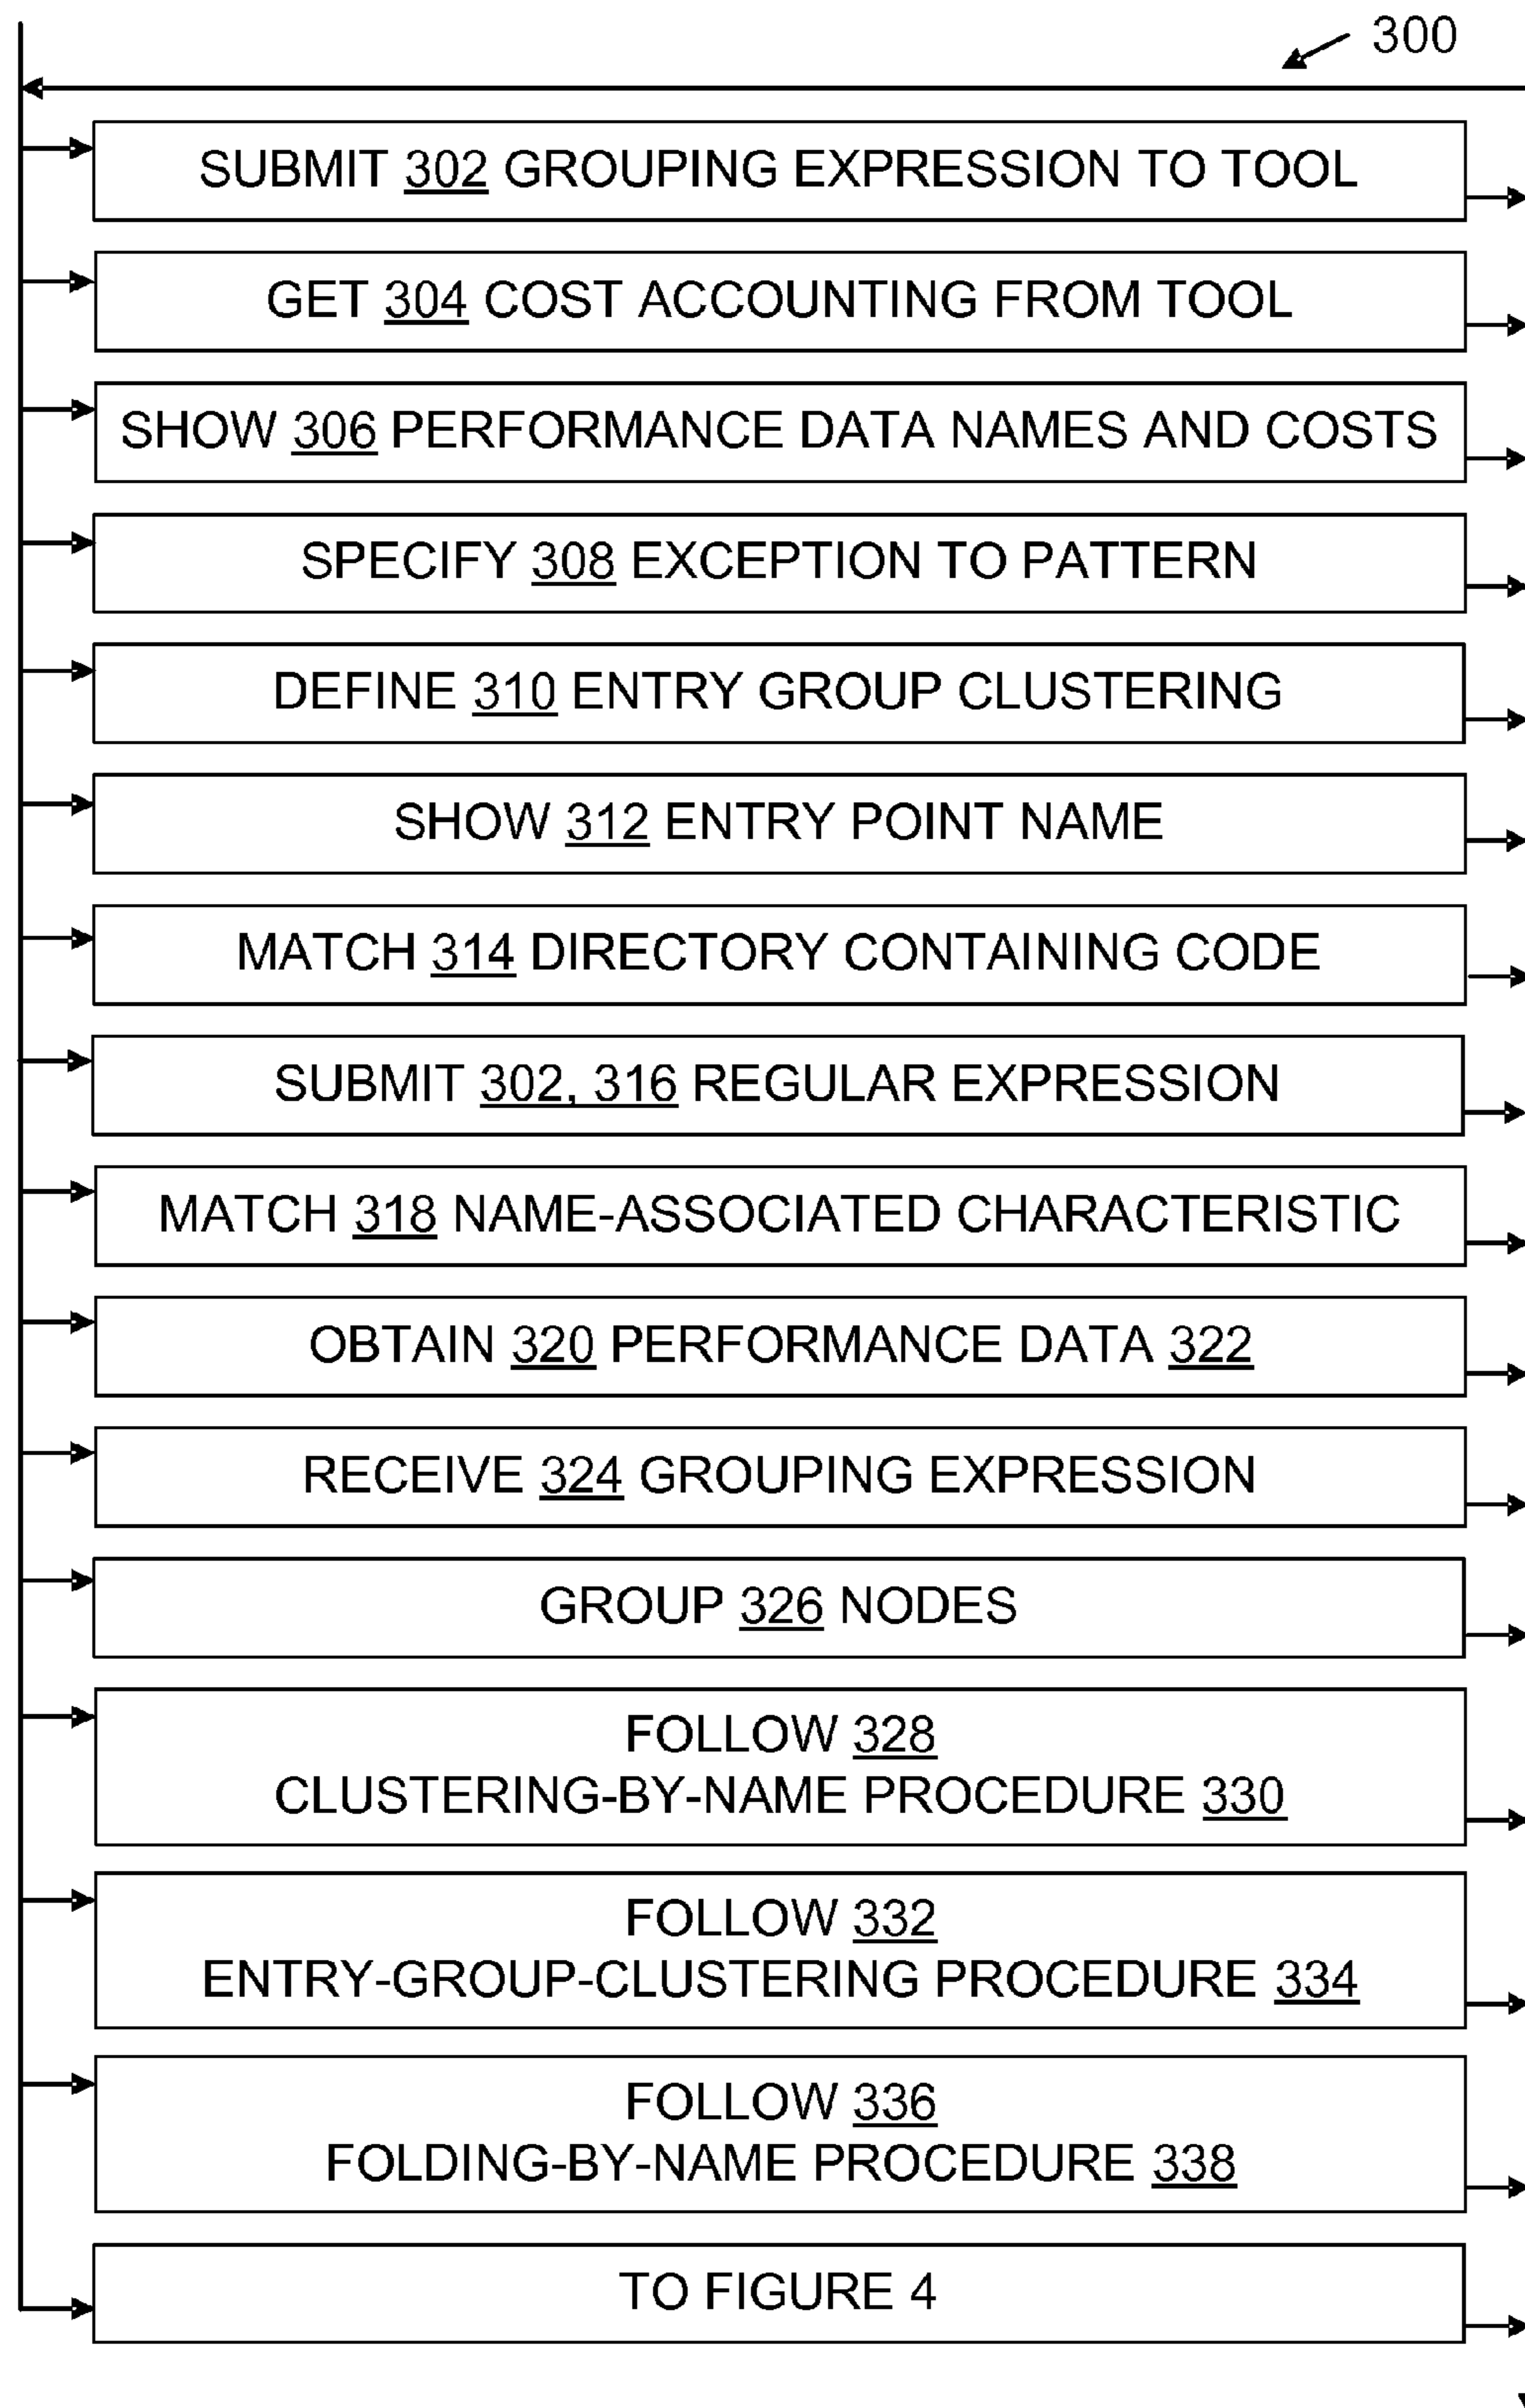 300
SUBMIT 302 GROUPING EXPRESSION TO TOOL
GET 304 COST ACCOUNTING FROM TOOL
SHOW 306 PERFORMANCE DATA NAMES AND COSTS
SPECIFY 308 EXCEPTION TO PATTERN
DEFINE 310 ENTRY GROUP CLUSTERING
SHOW 312 ENTRY POINT NAME
MATCH 314 DIRECTORY CONTAINING CODE
SUBMIT 302, 316 REGULAR EXPRESSION
MATCH 318 NAME-ASSOCIATED CHARACTERISTIC
OBTAIN 320 PERFORMANCE DATA 322
RECEIVE 324 GROUPING EXPRESSION
GROUP 326 NODES
FOLLOW 328
CLUSTERING-BY-NAME PROCEDURE 330
FOLLOW 332
ENTRY-GROUP-CLUSTERING PROCEDURE 334
FOLLOW 336
FOLDING-BY-NAME PROCEDURE 338
TO FIGURE 4